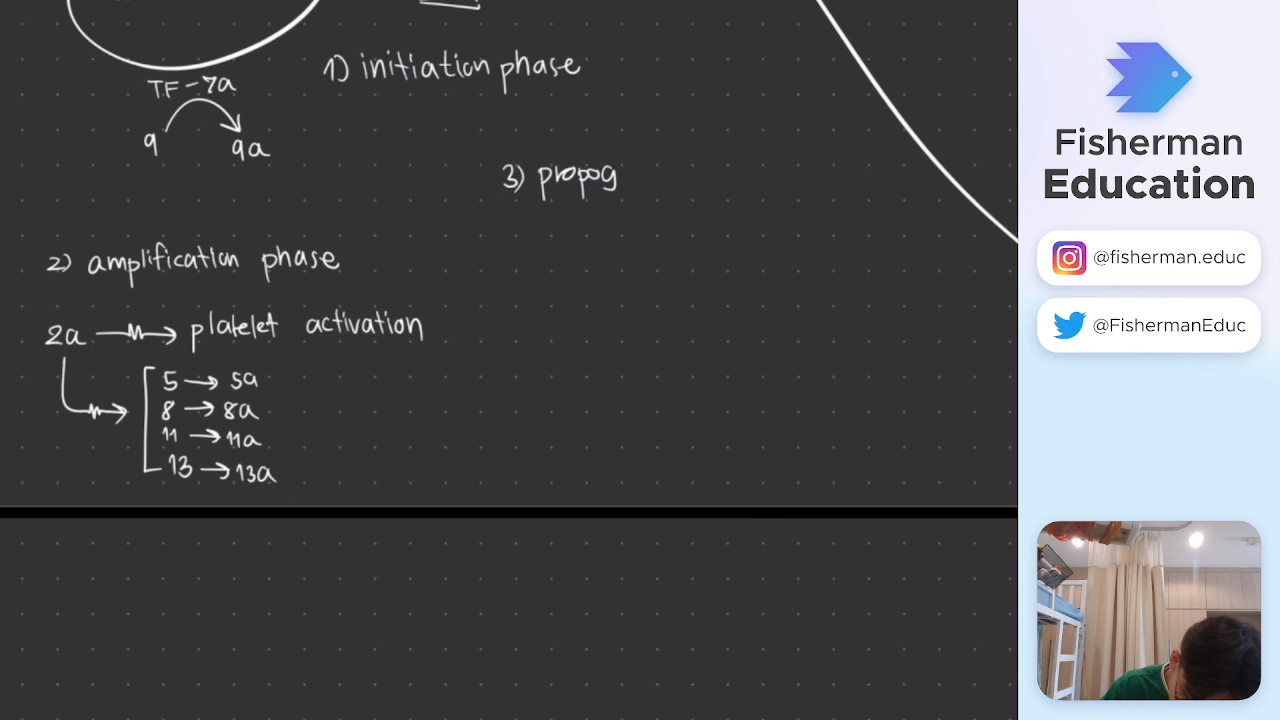 1) initiation phase
TF-7a
9 9a
3) propog
2) amplification phase
2a platelet activation
5 → 5a
8 → 8a
11 → 11a
13 → 13a
Fisherman
Education
@fisherman.educ
@FishermanEduc